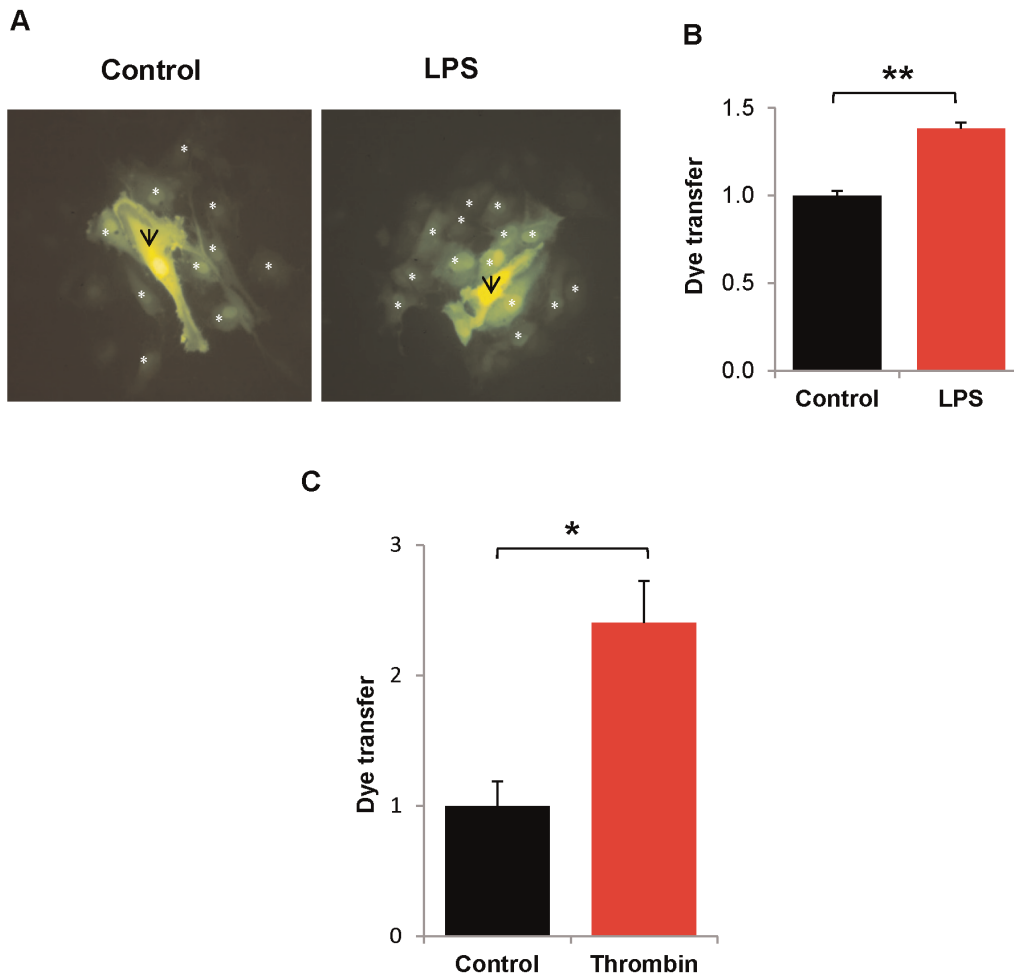 A
Control
LPS
B
**
1.5
1.0
0.5
0.0
Dye transfer
Control
LPS
C
*
3
2
1
0
Dye transfer
Control
Thrombin